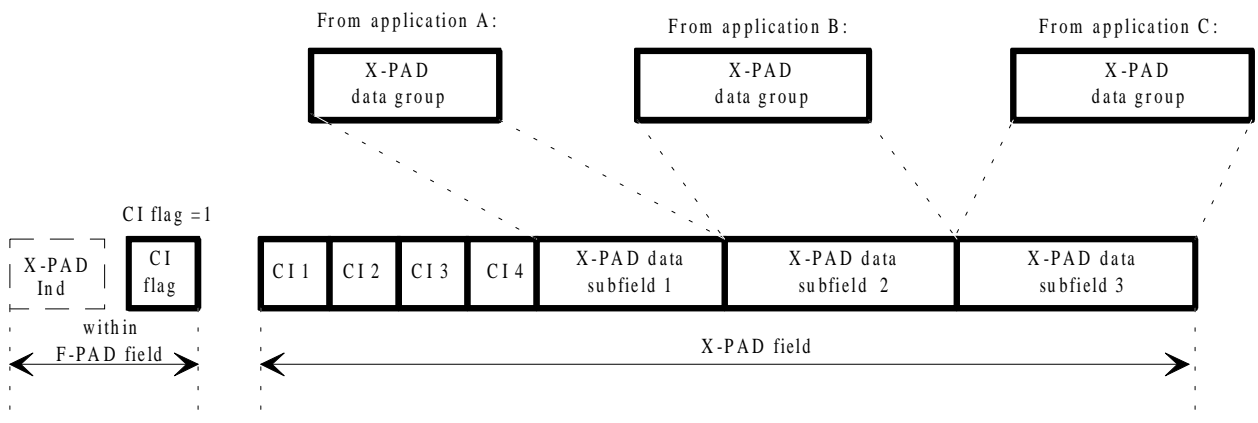 From application A:
From application B:
From application C:
X-PAD
data group
X-PAD
data group
X-PAD
data group
CI flag =1
X-PAD
Ind
CI
flag
CI 1
CI 2
CI 3
CI 4
X-PAD data
subfield 1
X-PAD data
subfield 2
X-PAD data
subfield 3
within
F-PAD field
X-PAD field